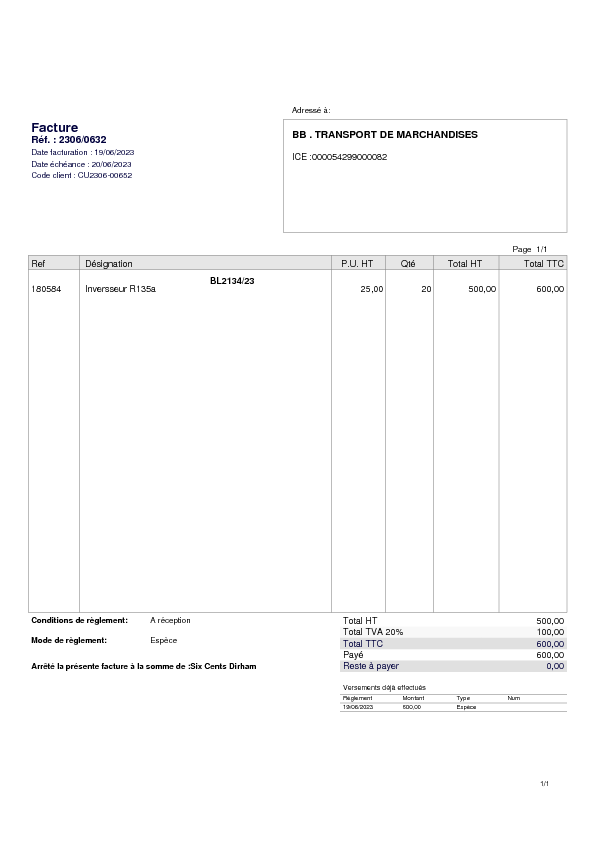 Adressé à:
Facture
Réf. : 2306/0632
Date facturation : 19/06/2023
Date échéance : 20/06/2023
Code client : CU2306-00652
BB . TRANSPORT DE MARCHANDISES
ICE :000054299000082
Page 1/1
Ref Désignation P.U. HT Qté Total HT Total TTC
BL2134/23
180584 Inversseur R135a 25,00 20 500,00 600,00
Conditions de règlement: A réception
Mode de règlement: Espèce
Arrêté la présente facture à la somme de :Six Cents Dirham
Total HT 500,00
Total TVA 20% 100,00
Total TTC 600,00
Payé 600,00
Reste à payer 0,00
Versements déjà effectués
Règlement Montant Type Num
19/06/2023 600,00 Espèce
1/1